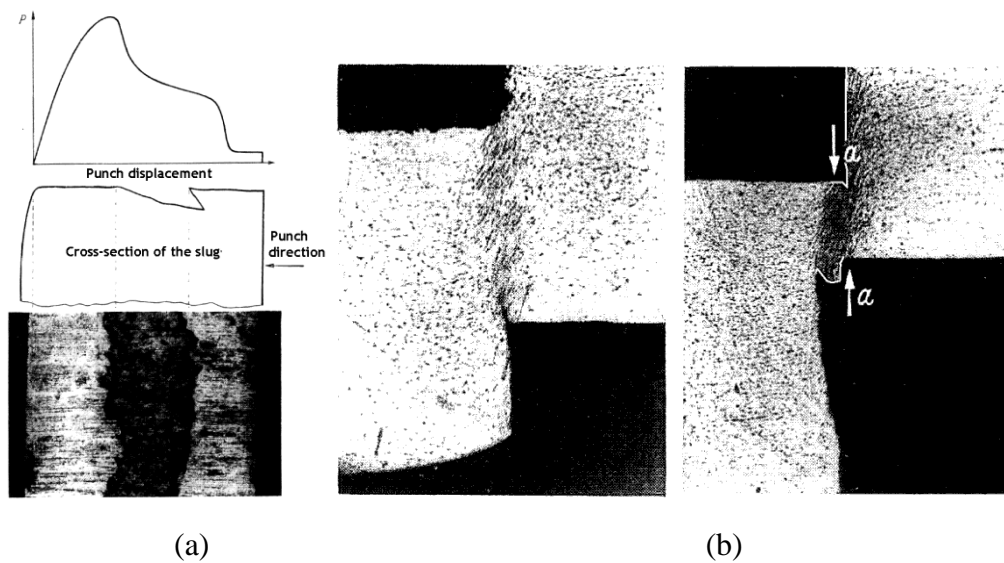 P
Punch displacement
Cross-section of the slug
Punch
direction
a
a
(a)
(b)